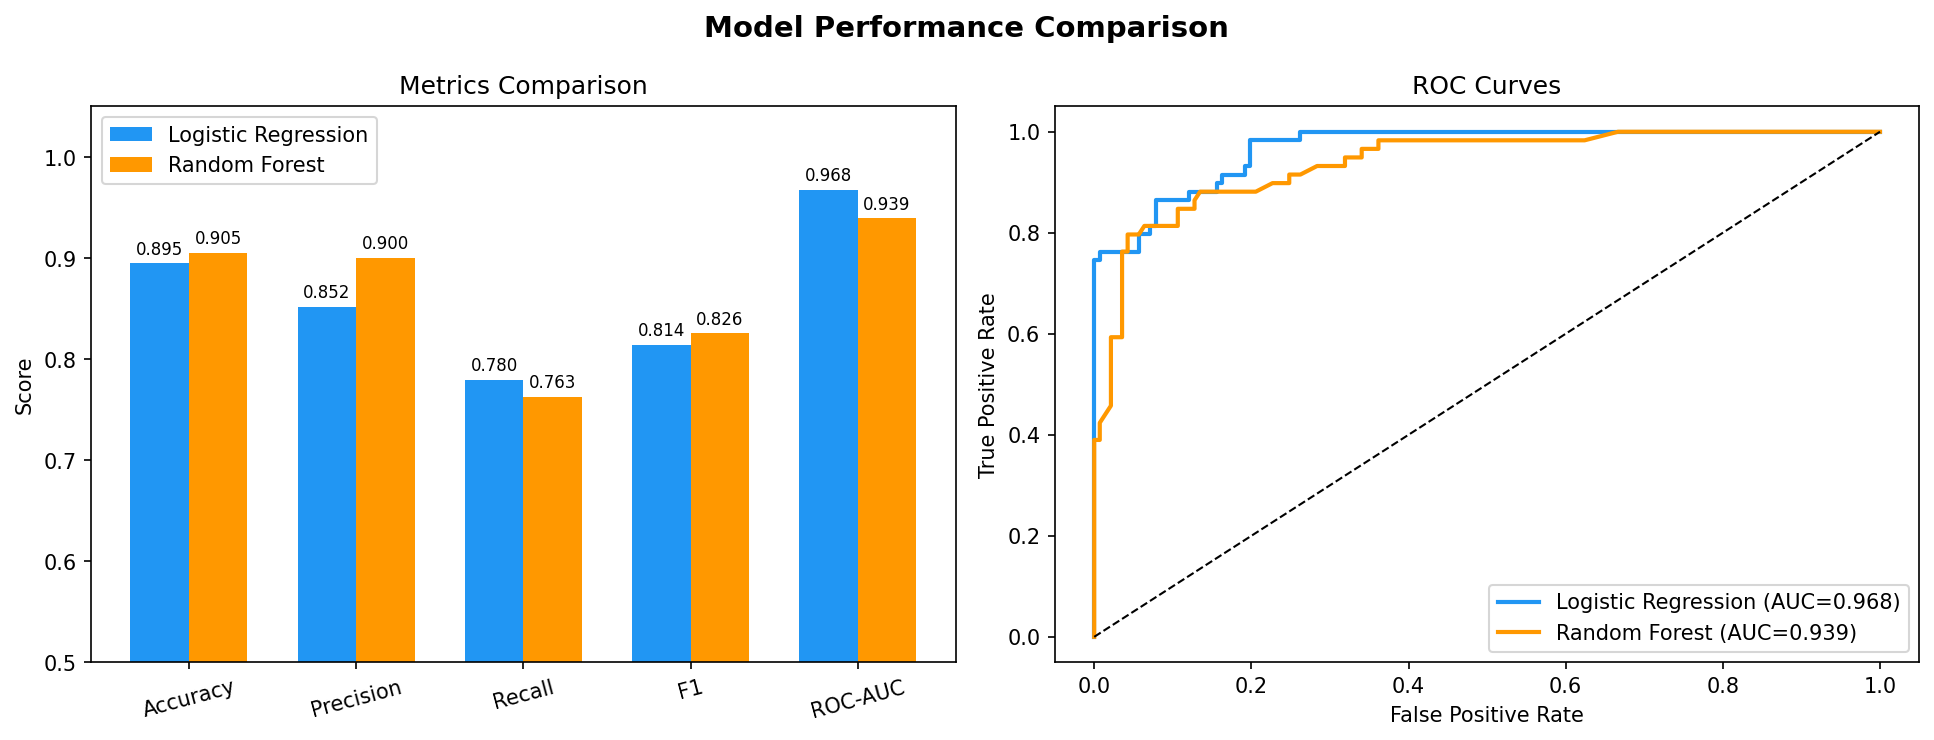 Model Performance Comparison
Metrics Comparison
Logistic Regression
Random Forest
Score
1.0
0.9
0.8
0.7
0.6
0.5
0.895
0.905
0.852
0.900
0.780
0.763
0.814
0.826
0.968
0.939
Accuracy
Precision
Recall
F1
ROC-AUC
ROC Curves
True Positive Rate
1.0
0.8
0.6
0.4
0.2
0.0
Logistic Regression (AUC=0.968)
Random Forest (AUC=0.939)
0.0
0.2
0.4
0.6
0.8
1.0
False Positive Rate